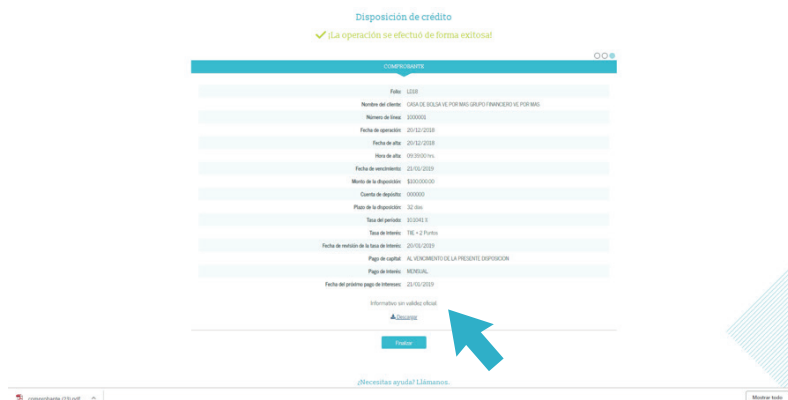 Disposición de crédito
¡La operación se efectuó de forma exitosa!
COMPROBANTE
Folio: 1218
Nombre del cliente: CASA DE BOLSA VE POR MAS GRUPO FINANCIERO VE POR MAS
Número de línea: 1000001
Fecha de operación: 20/12/2018
Fecha de alta: 20/12/2018
Hora de alta: 09:39:00 hrs.
Fecha de vencimiento: 21/01/2019
Monto de la disposición: $100,000.00
Cuenta de depósito: 000000
Plazo de la disposición: 32 días
Tasa del periodo:
Tasa de interés: TIIE + 2 Puntos
Fecha de revisión de la tasa de interés: 20/01/2019
Pago de capital: AL VENCIMIENTO DE LA PRESENTE DISPOSICION
Pago de interés: MENSUAL
Fecha del próximo pago de intereses: 21/01/2019
Informativo sin validez oficial
Descargar
Finalizar
¿Necesitas ayuda? Llámanos.
Mostrar todo